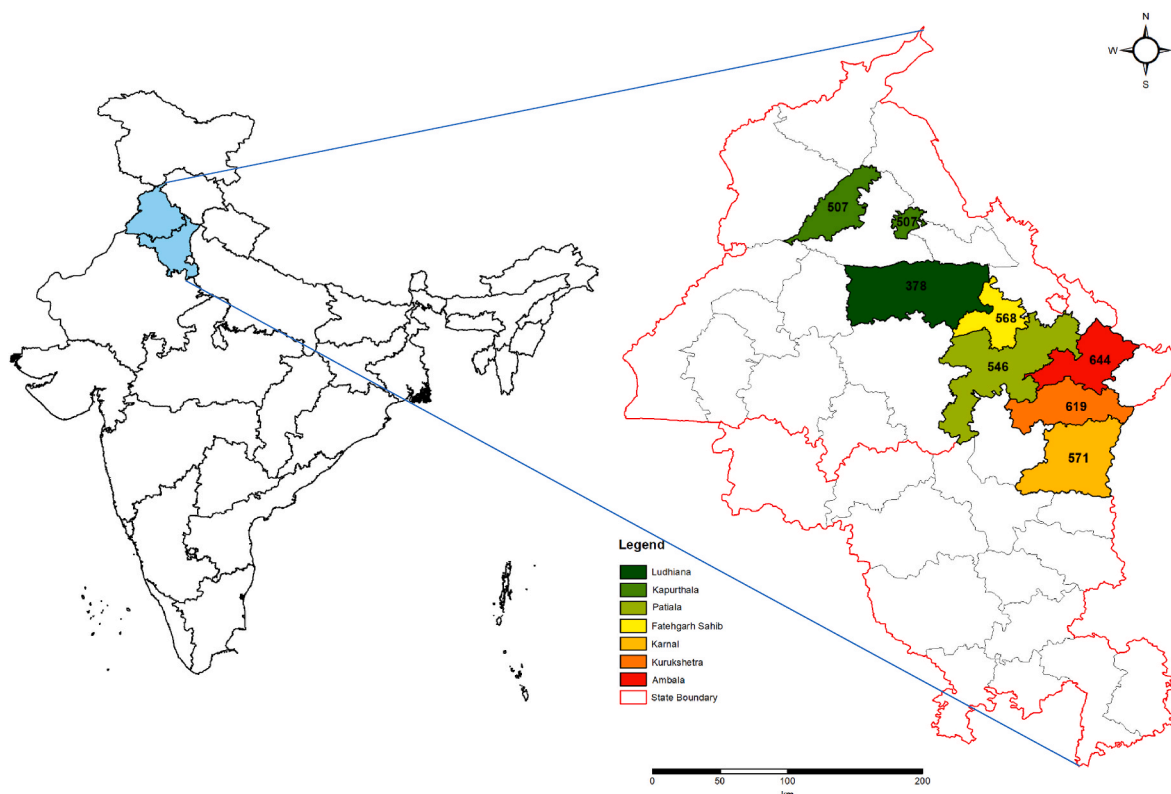 N
W
S
507
507
378
568
546
644
619
571
Legend
Ludhiana
Kapurthala
Patiala
Fatehgarh Sahib
Karnal
Kurukshetra
Ambala
State Boundary
0 50 100 200
km